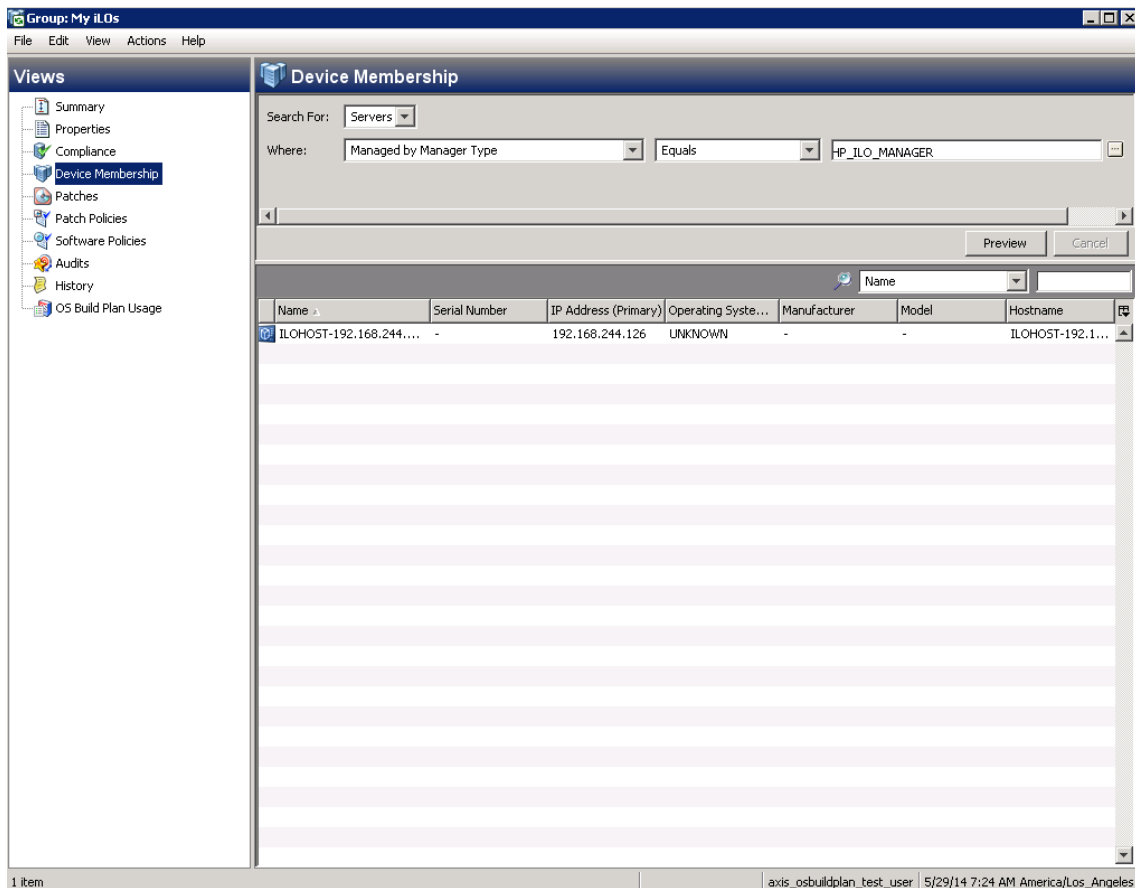 Group: My iLOs
File Edit View Actions Help
Views
Summary
Properties
Compliance
Device Membership
Patches
Patch Policies
Software Policies
Audits
History
OS Build Plan Usage
Device Membership
Search For: Servers
Where: Managed by Manager Type Equals HP_ILO_MANAGER ...
Preview Cancel
Name
Name Serial Number IP Address (Primary) Operating Syste... Manufacturer Model Hostname
ILOHOST-192.168.244.... - 192.168.244.126 UNKNOWN - - ILOHOST-192.1...
1 item axis_osbuildplan_test_user 5/29/14 7:24 AM America/Los_Angeles